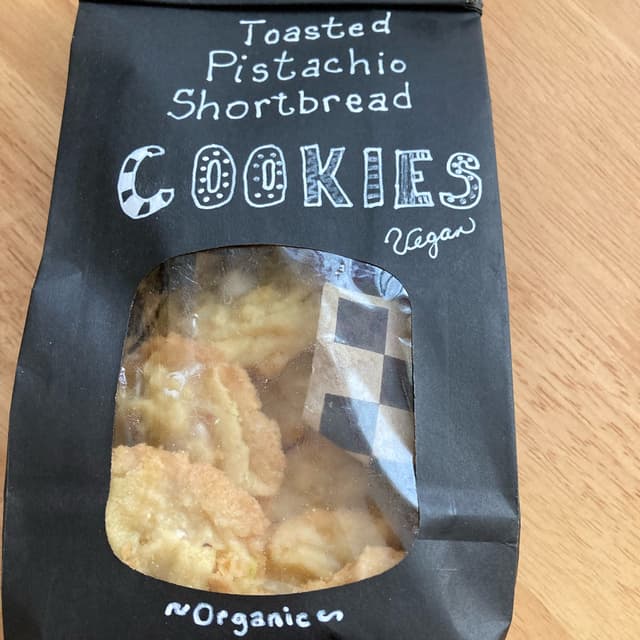 Toasted
Pistachio
Shortbread
COOKIES
Vegan
~Organic~